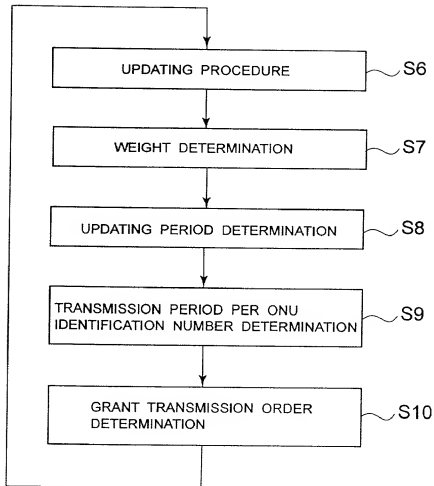 UPDATING PROCEDURE
S6
WEIGHT DETERMINATION
S7
UPDATING PERIOD DETERMINATION
S8
TRANSMISSION PERIOD PER ONU
IDENTIFICATION NUMBER DETERMINATION
S9
GRANT TRANSMISSION ORDER
DETERMINATION
S10